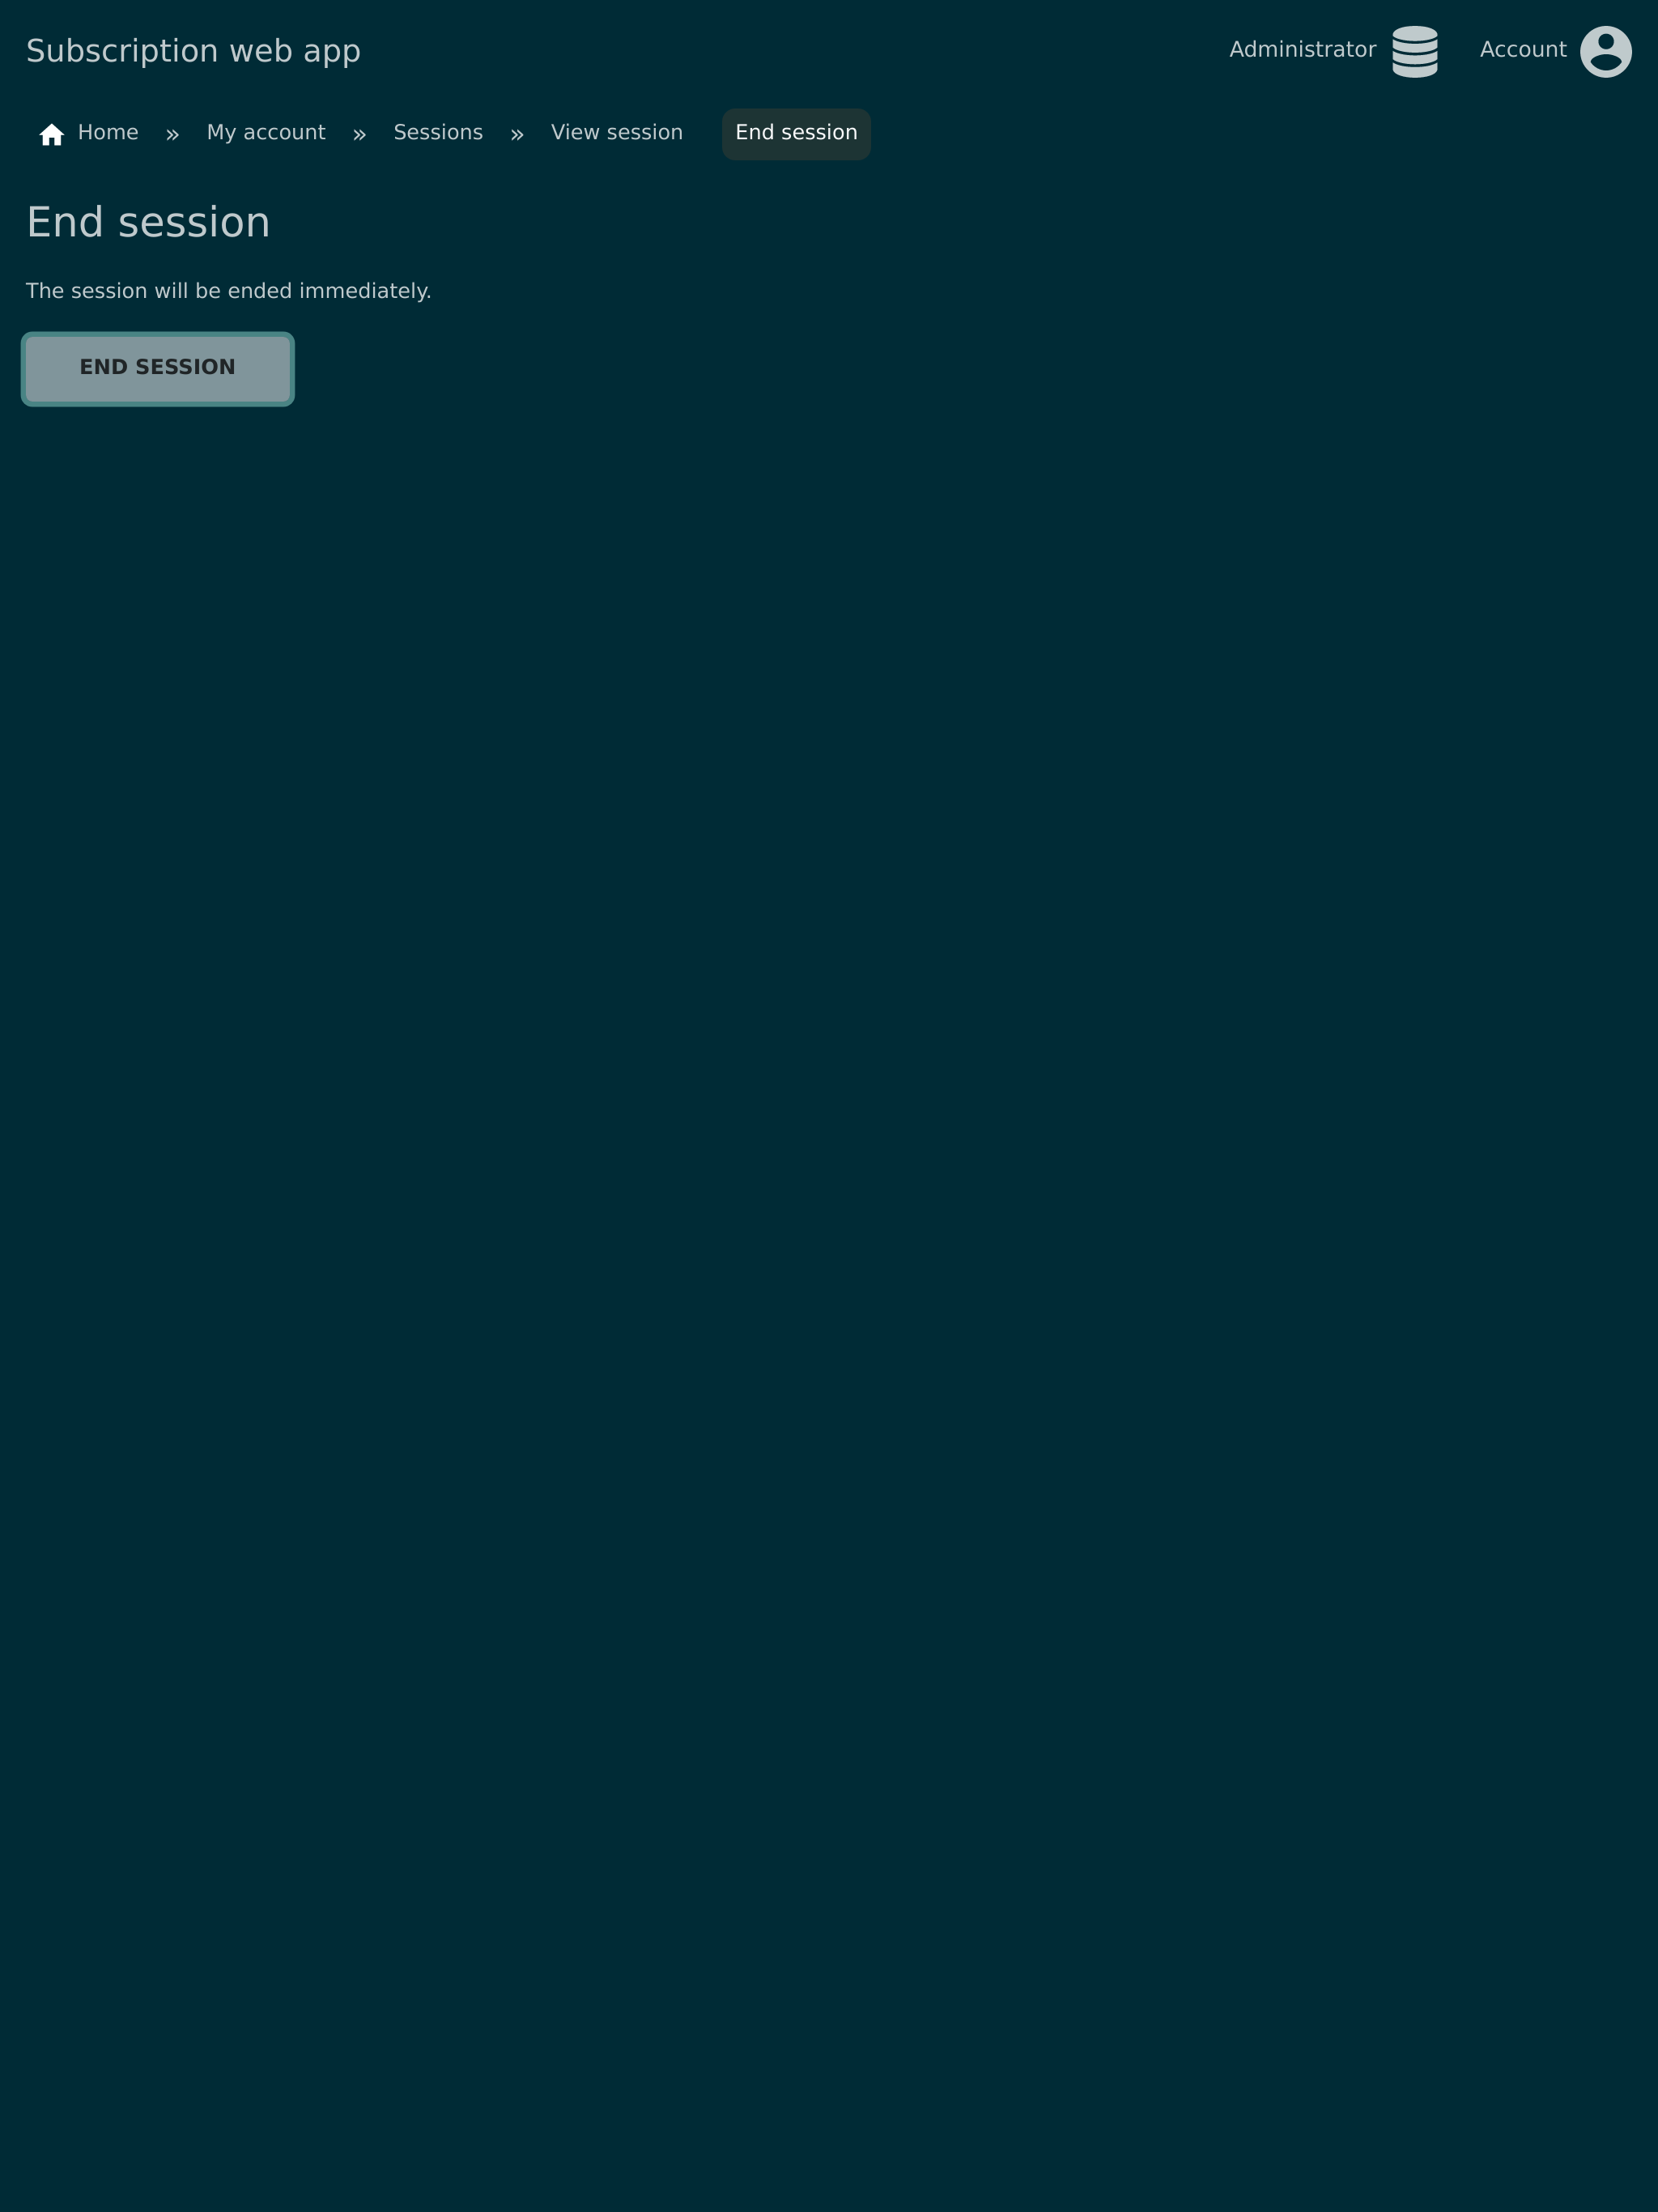 Subscription web app Administrator Account
Home » My account » Sessions » View session End session
End session
The session will be ended immediately.
END SESSION